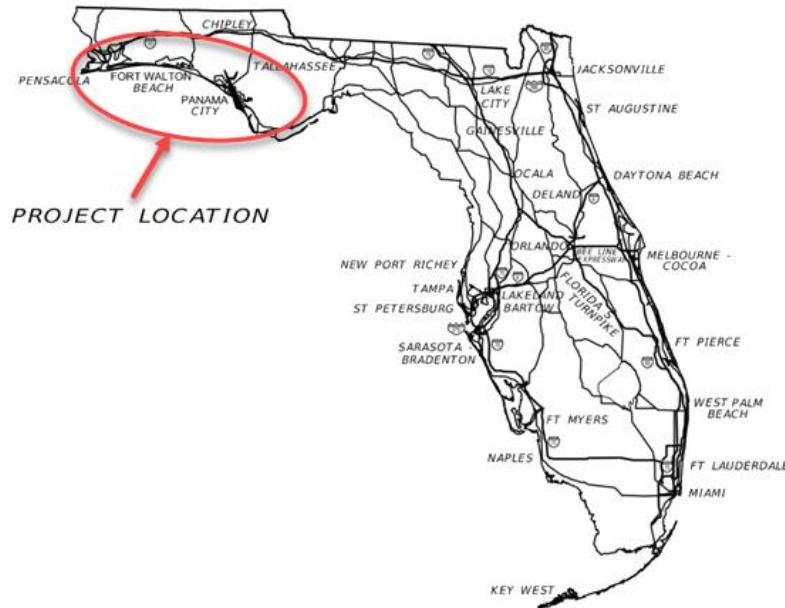 CHIPLEY
PENSACOLA
FORT WALTON
BEACH
PANAMA
CITY
TALLAHASSEE
LAKE
CITY
JACKSONVILLE
ST AUGUSTINE
GAINESVILLE
OCALA
DELAND
DAYTONA BEACH
PROJECT LOCATION
ORLANDO
BEE LINE
EXPRESSWAY
MELBOURNE -
COCOA
NEW PORT RICHEY
TAMPA
ST PETERSBURG
LAKELAND
BARTOW
FLORIDA'S
TURNPIKE
SARASOTA -
BRADENTON
FT PIERCE
WEST PALM
BEACH
FT MYERS
NAPLES
FT LAUDERDALE
MIAMI
KEY WEST